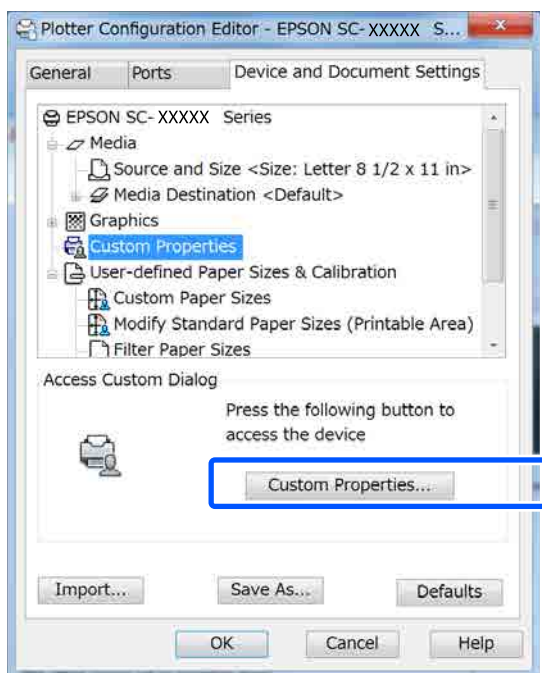 Plotter Configuration Editor - EPSON SC- XXXXX S...
General Ports Device and Document Settings
EPSON SC- XXXXX Series
Media
Source and Size <Size: Letter 8 1/2 x 11 in>
Media Destination <Default>
Graphics
Custom Properties
User-defined Paper Sizes & Calibration
Custom Paper Sizes
Modify Standard Paper Sizes (Printable Area)
Filter Paper Sizes
Access Custom Dialog
Press the following button to
access the device
Custom Properties...
Import... Save As... Defaults
OK Cancel Help